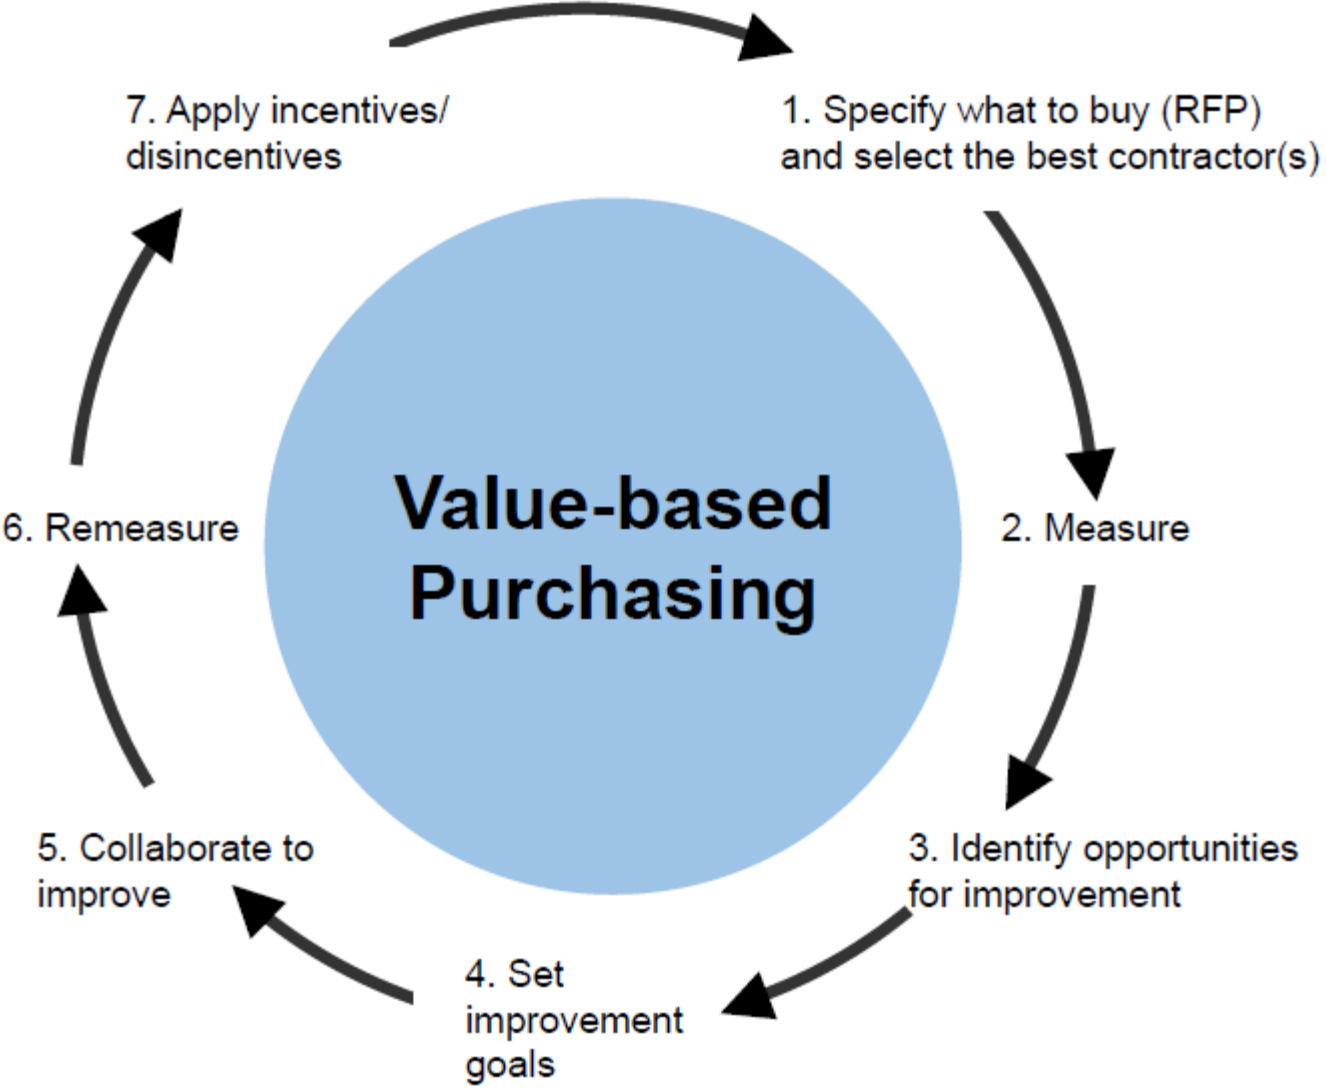 7. Apply incentives/
disincentives
1. Specify what to buy (RFP)
and select the best contractor(s)
Value-based
Purchasing
6. Remeasure
2. Measure
5. Collaborate to
improve
3. Identify opportunities
for improvement
4. Set
improvement
goals